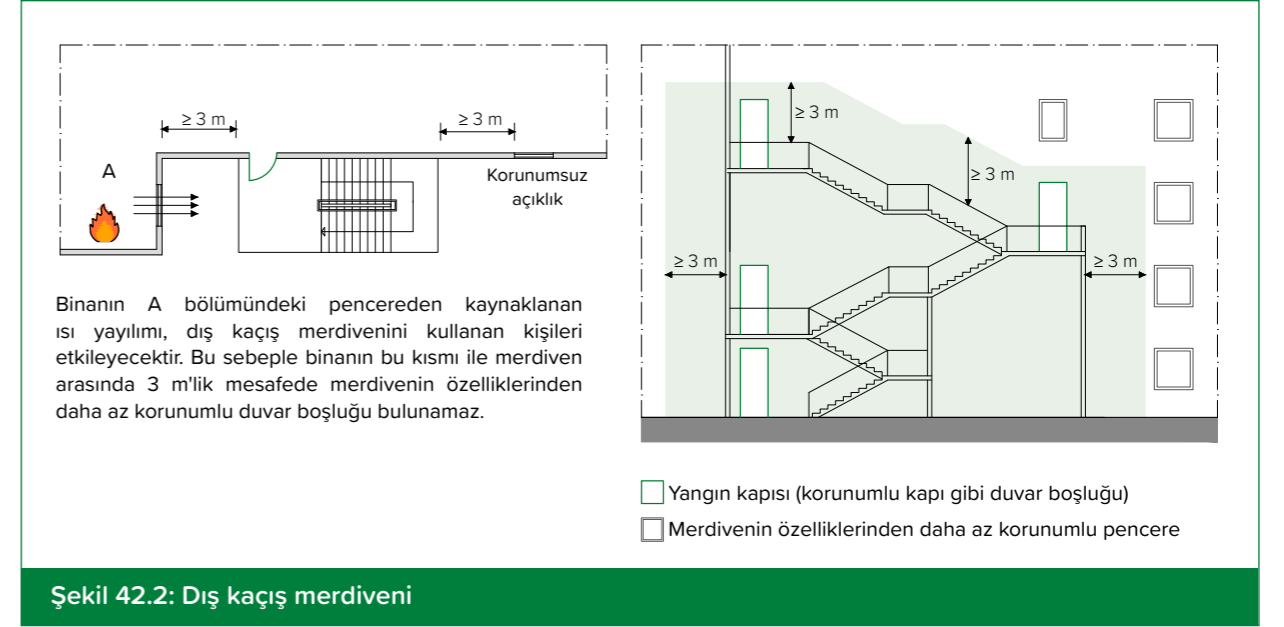 ≥ 3 m
≥ 3 m
A
Korunumsuz
açıklık
Binanın A bölümündeki pencereden kaynaklanan
ısı yayılımı, dış kaçış merdivenini kullanan kişileri
etkileyecektir. Bu sebeple binanın bu kısmı ile merdiven
arasında 3 m'lik mesafede merdivenin özelliklerinden
daha az korunumlu duvar boşluğu bulunamaz.
≥ 3 m
≥ 3 m
≥ 3 m
≥ 3 m
Yangın kapısı (korunumlu kapı gibi duvar boşluğu)
Merdivenin özelliklerinden daha az korunumlu pencere
Şekil 42.2: Dış kaçış merdiveni